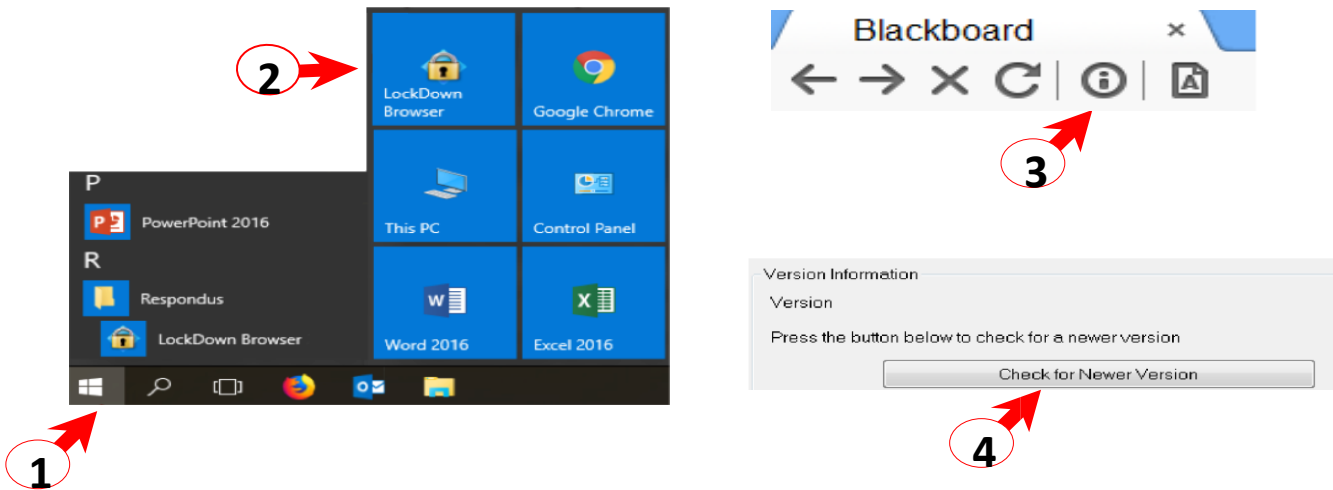 2
LockDown
Browser
Google Chrome
This PC
Control Panel
Word 2016
Excel 2016
P
PowerPoint 2016
R
Respondus
LockDown Browser
1
Blackboard
3
Version Information
Version
Press the button below to check for a newer version
Check for Newer Version
4